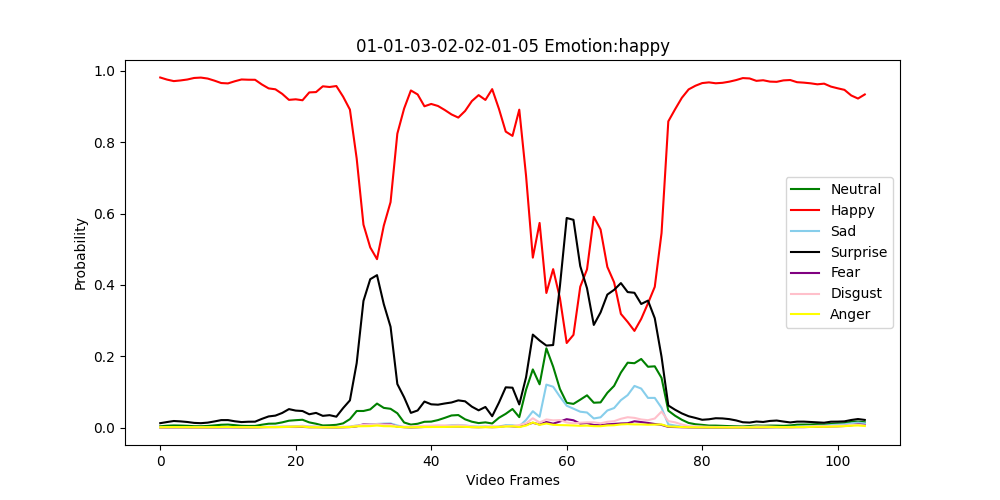 01-01-03-02-02-01-05 Emotion:happy
Probability
1.0
0.8
0.6
0.4
0.2
0.0
0
20
40
60
80
100
Video Frames
Neutral
Happy
Sad
Surprise
Fear
Disgust
Anger